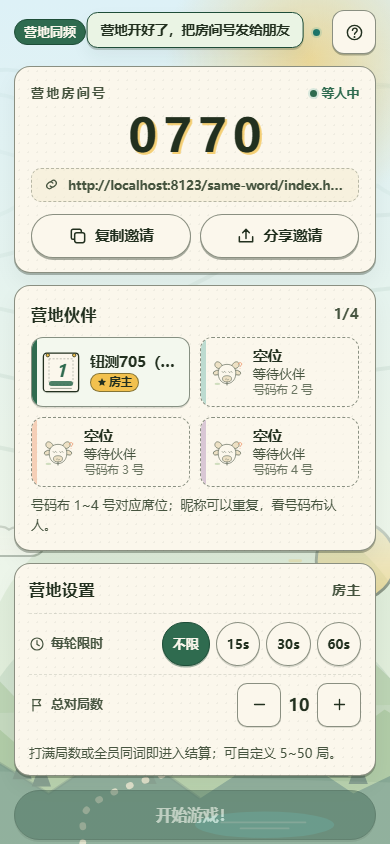 营地同频
营地开好了，把房间号发给朋友
营地房间号
等人中
0770
http://localhost:8123/same-word/index.h...
复制邀请
分享邀请
营地伙伴
1/4
1
钮测705（...
房主
空位
等待伙伴
号码布 2 号
空位
等待伙伴
号码布 3 号
空位
等待伙伴
号码布 4 号
号码布 1~4 号对应席位；昵称可以重复，看号码布认
人。
营地设置
房主
每轮限时
不限
15s
30s
60s
总对局数
10
打满局数或全员同词即进入结算；可自定义 5~50 局。
开始游戏！